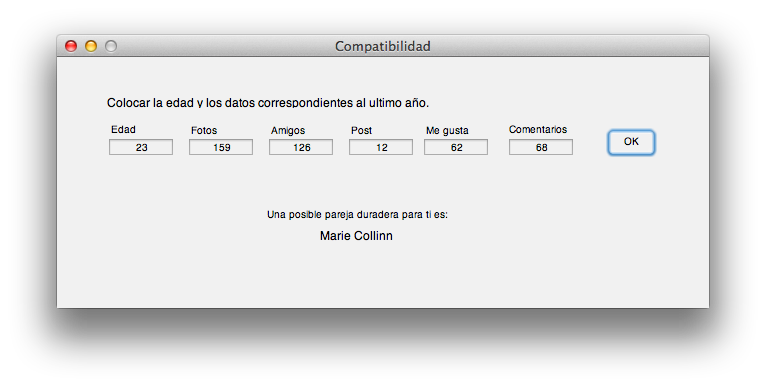 Compatibilidad
Colocar la edad y los datos correspondientes al ultimo año.
Edad Fotos Amigos Post Me gusta Comentarios
23 159 126 12 62 68 OK
Una posible pareja duradera para ti es:
Marie Collinn